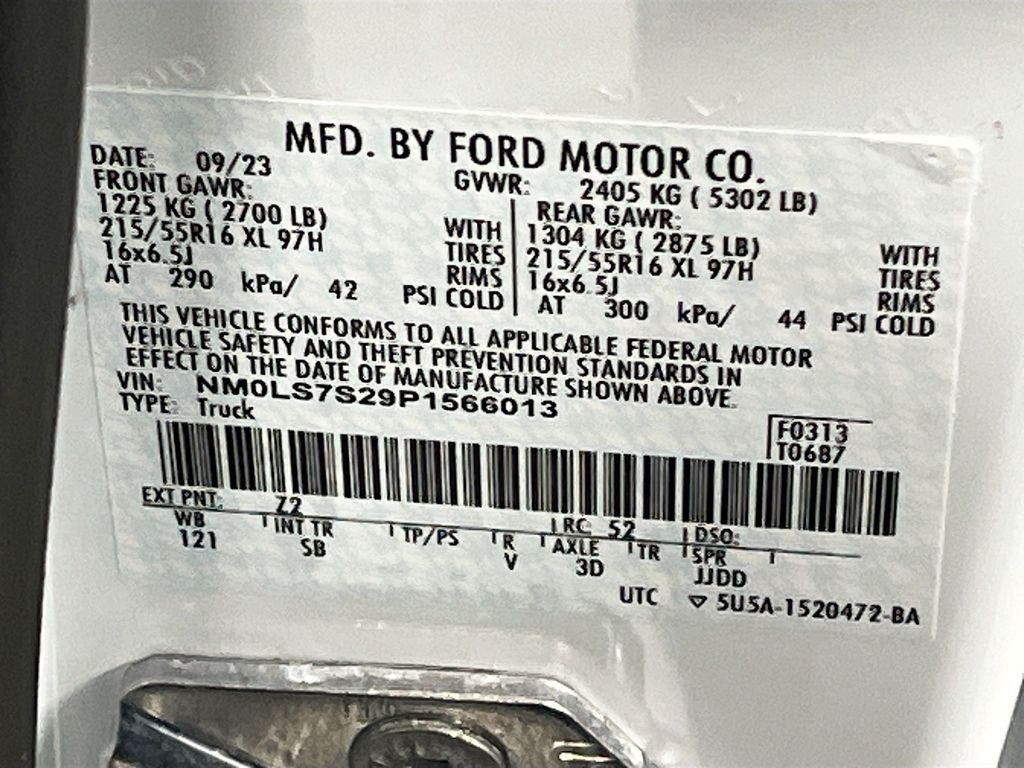 MFD. BY FORD MOTOR CO.
DATE: 09/23 GVWR: 2405 KG ( 5302 LB)
FRONT GAWR: REAR GAWR:
1225 KG ( 2700 LB) WITH 1304 KG ( 2875 LB) WITH
215/55R16 XL 97H TIRES 215/55R16 XL 97H TIRES
16x6.5J RIMS 16x6.5J RIMS
AT 290 kPa/ 42 PSI COLD AT 300 kPa/ 44 PSI COLD
THIS VEHICLE CONFORMS TO ALL APPLICABLE FEDERAL MOTOR
VEHICLE SAFETY AND THEFT PREVENTION STANDARDS IN
EFFECT ON THE DATE OF MANUFACTURE SHOWN ABOVE.
VIN: NM0LS7S29P1566013
TYPE: Truck
F0313
T0687
EXT PNT: Z2 RC: 52 DSO:
WB INT TR TP/PS R AXLE TR SPR
121 SB V 3D JJDD
UTC ▽ 5U5A-1520472-BA